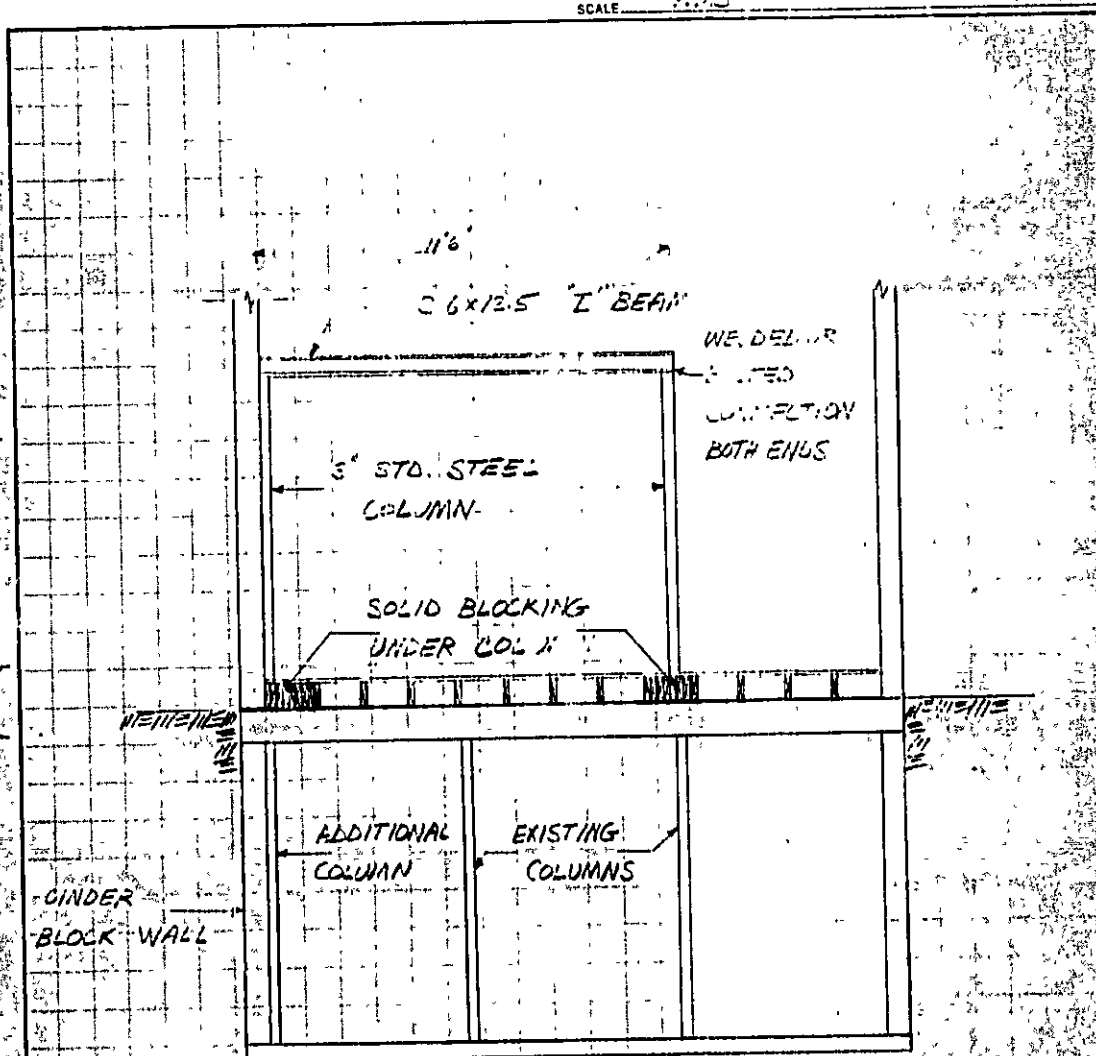 SCALE
11'6"
6x12.5 "I" BEAM
BOTH ENDS
3" STD. STEEL
COLUMN
SOLID BLOCKING
UNDER COL
ADDITIONAL
COLUMN
EXISTING
COLUMNS
CINDER
BLOCK WALL